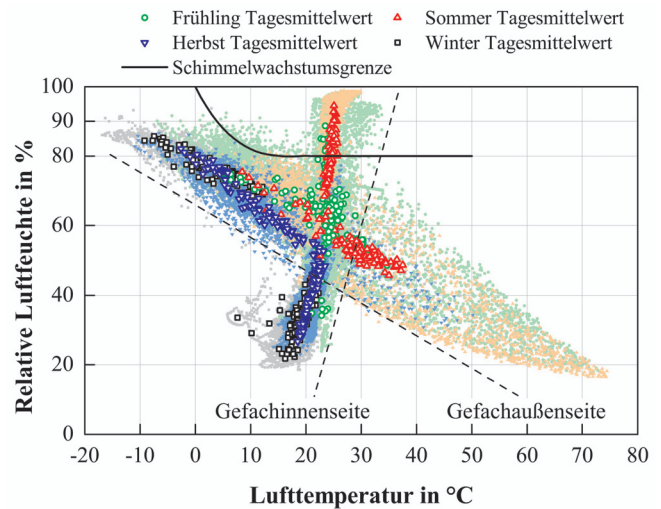 Frühling Tagesmittelwert Sommer Tagesmittelwert
Herbst Tagesmittelwert Winter Tagesmittelwert
Schimmelwachstumsgrenze
Relative Luftfeuchte in %
100
90
80
60
40
20
0
Gefachinnenseite Gefachaußenseite
-20 -10 0 10 20 30 40 50 60 70 80
Lufttemperatur in °C